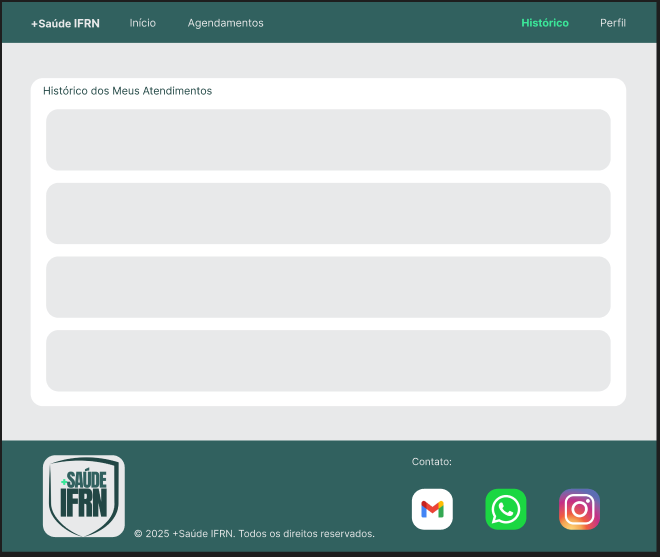 +Saúde IFRN Início Agendamentos Histórico Perfil
Histórico dos Meus Atendimentos
Contato:
+SAÚDE
IFRN
© 2025 +Saúde IFRN. Todos os direitos reservados.